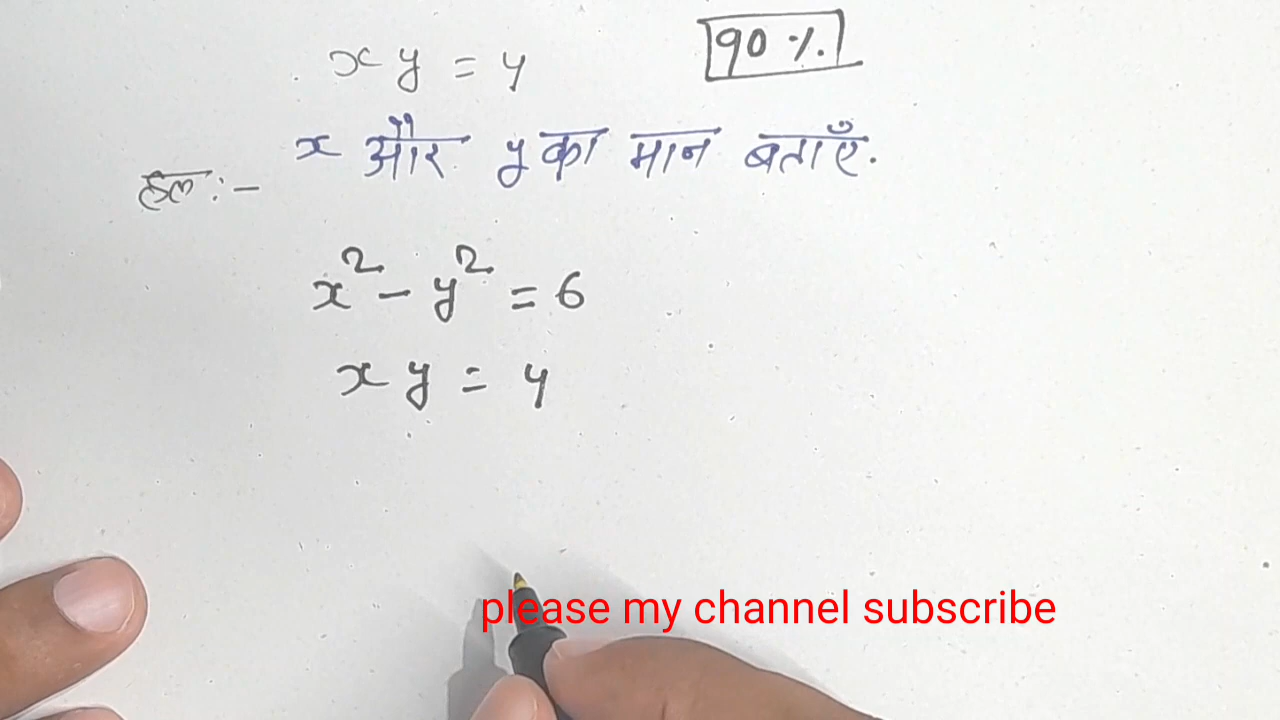 xy = 4
90%.
x और y का मान बताएँ.
हल:-
x² - y² = 6
xy = 4
please my channel subscribe